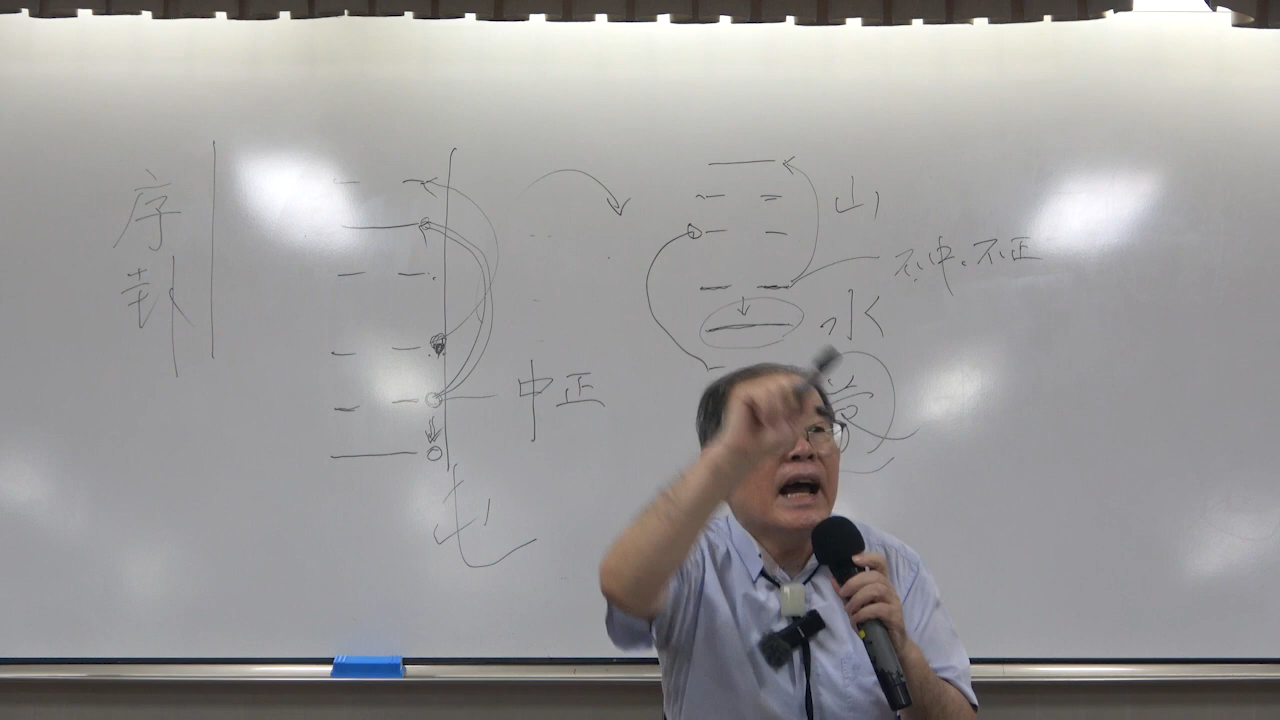 序卦
中正
屯
山
不中、不正
水
蒙